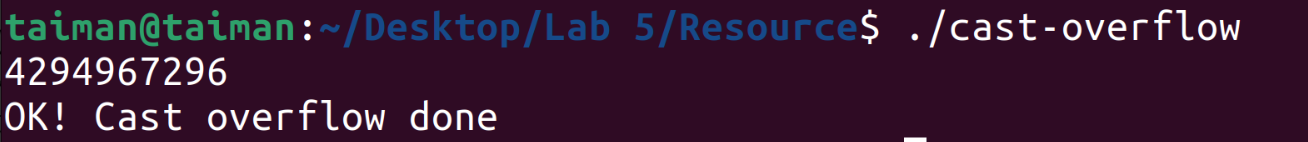 taiman@taiman:~/Desktop/Lab 5/Resource$ ./cast-overflow
4294967296
OK! Cast overflow done